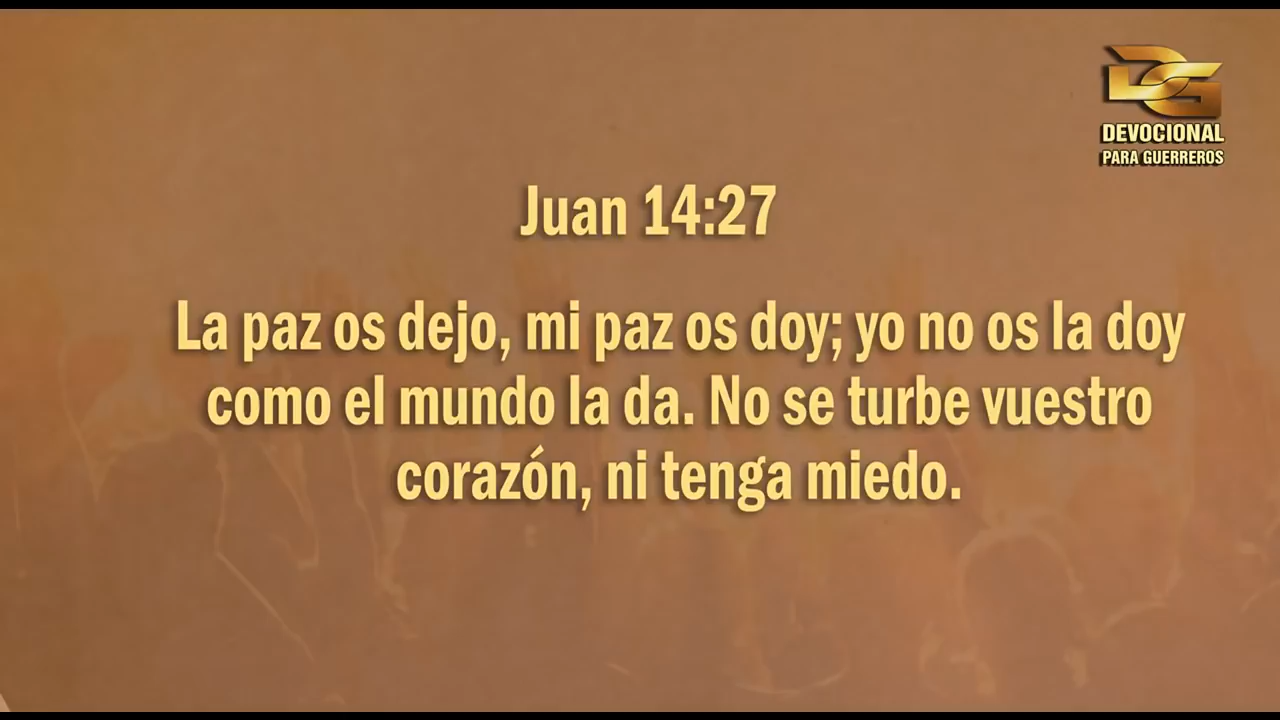 DG
DEVOCIONAL
PARA GUERREROS
Juan 14:27
La paz os dejo, mi paz os doy; yo no os la doy
como el mundo la da. No se turbe vuestro
corazón, ni tenga miedo.